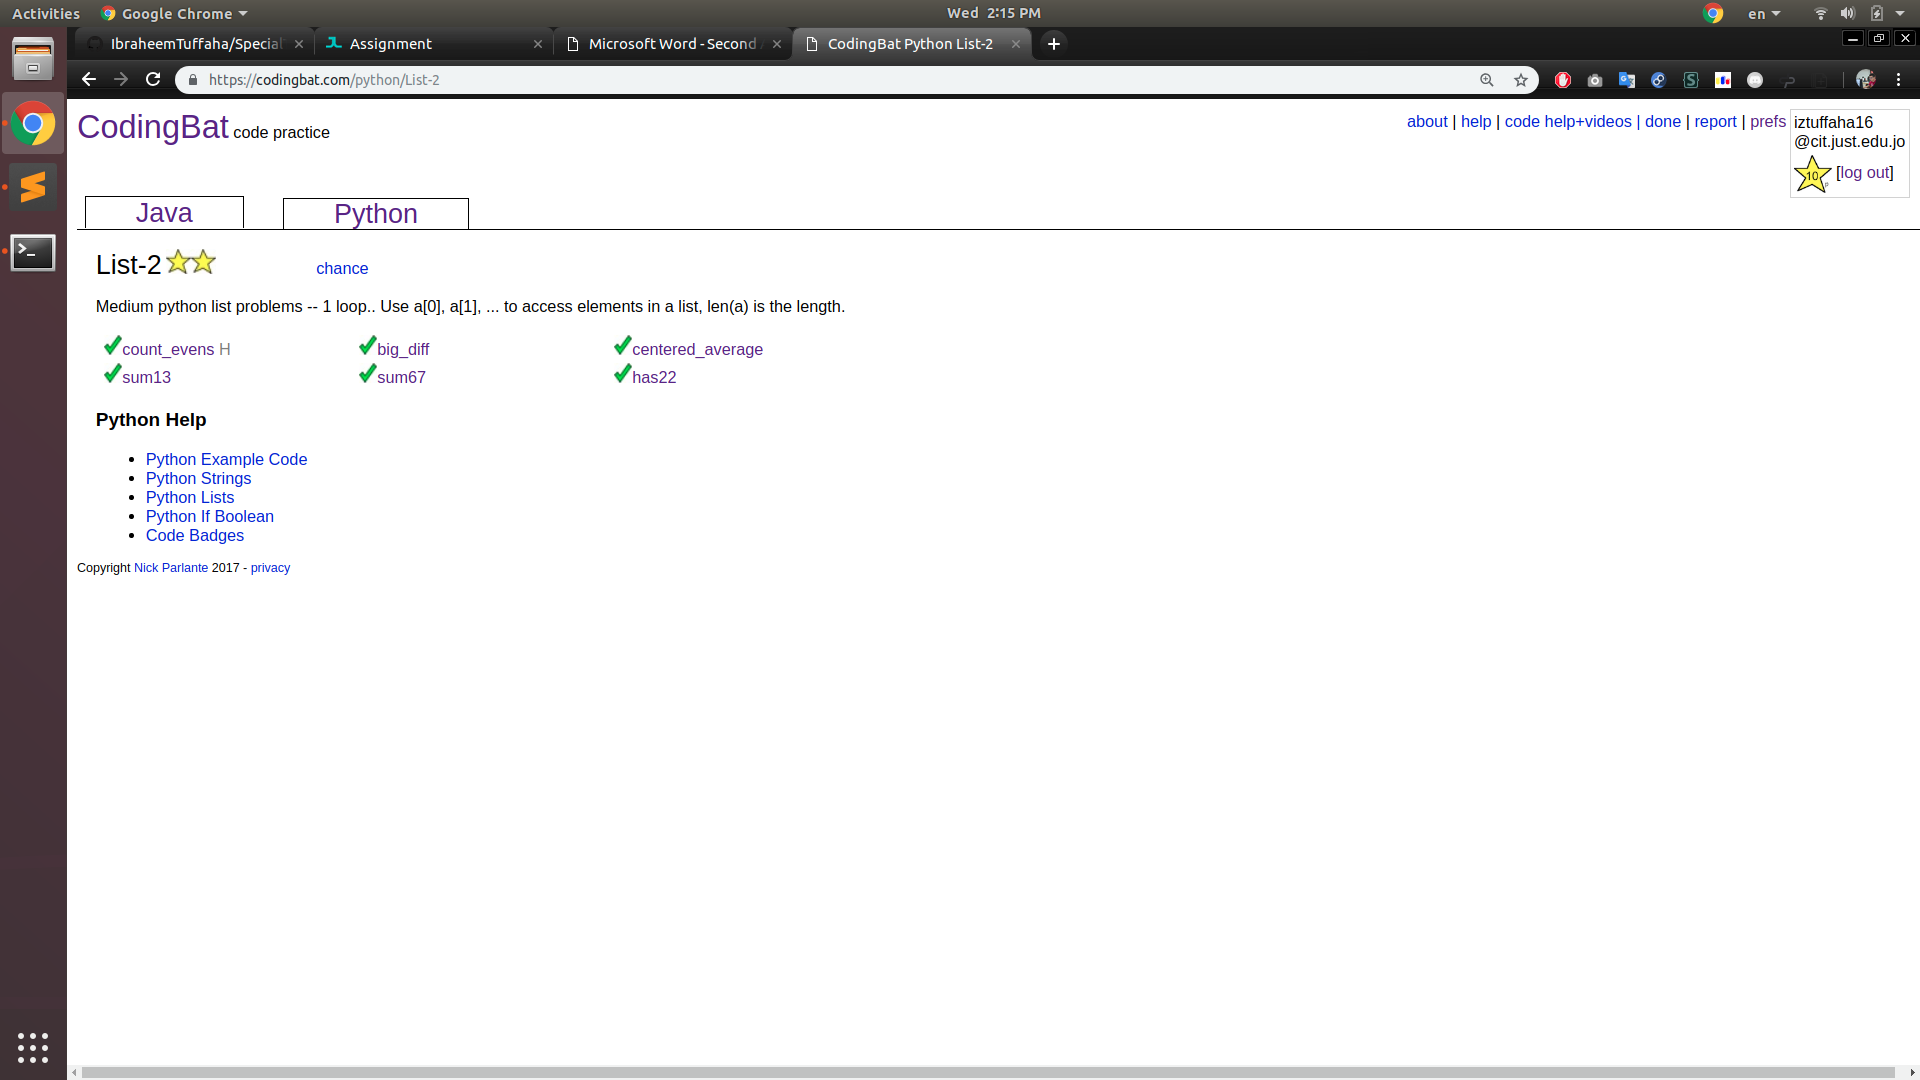 Activities Google Chrome Wed 2:15 PM en
IbraheemTuffaha/Special Assignment Microsoft Word - Second CodingBat Python List-2
https://codingbat.com/python/List-2
CodingBat code practice
about | help | code help+videos | done | report | prefs
iztuffaha16
@cit.just.edu.jo
10 [log out]
Java Python
List-2 chance
Medium python list problems -- 1 loop.. Use a[0], a[1], ... to access elements in a list, len(a) is the length.
count_evens H big_diff centered_average
sum13 sum67 has22
Python Help
Python Example Code
Python Strings
Python Lists
Python If Boolean
Code Badges
Copyright Nick Parlante 2017 - privacy